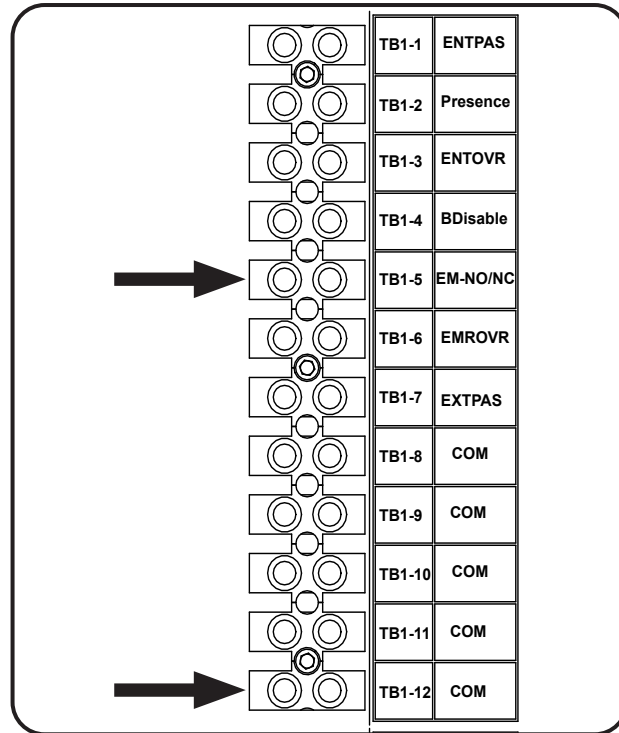 TB1-1 ENTPAS
TB1-2 Presence
TB1-3 ENTOVR
TB1-4 BDisable
TB1-5 EM-NO/NC
TB1-6 EMROVR
TB1-7 EXTPAS
TB1-8 COM
TB1-9 COM
TB1-10 COM
TB1-11 COM
TB1-12 COM